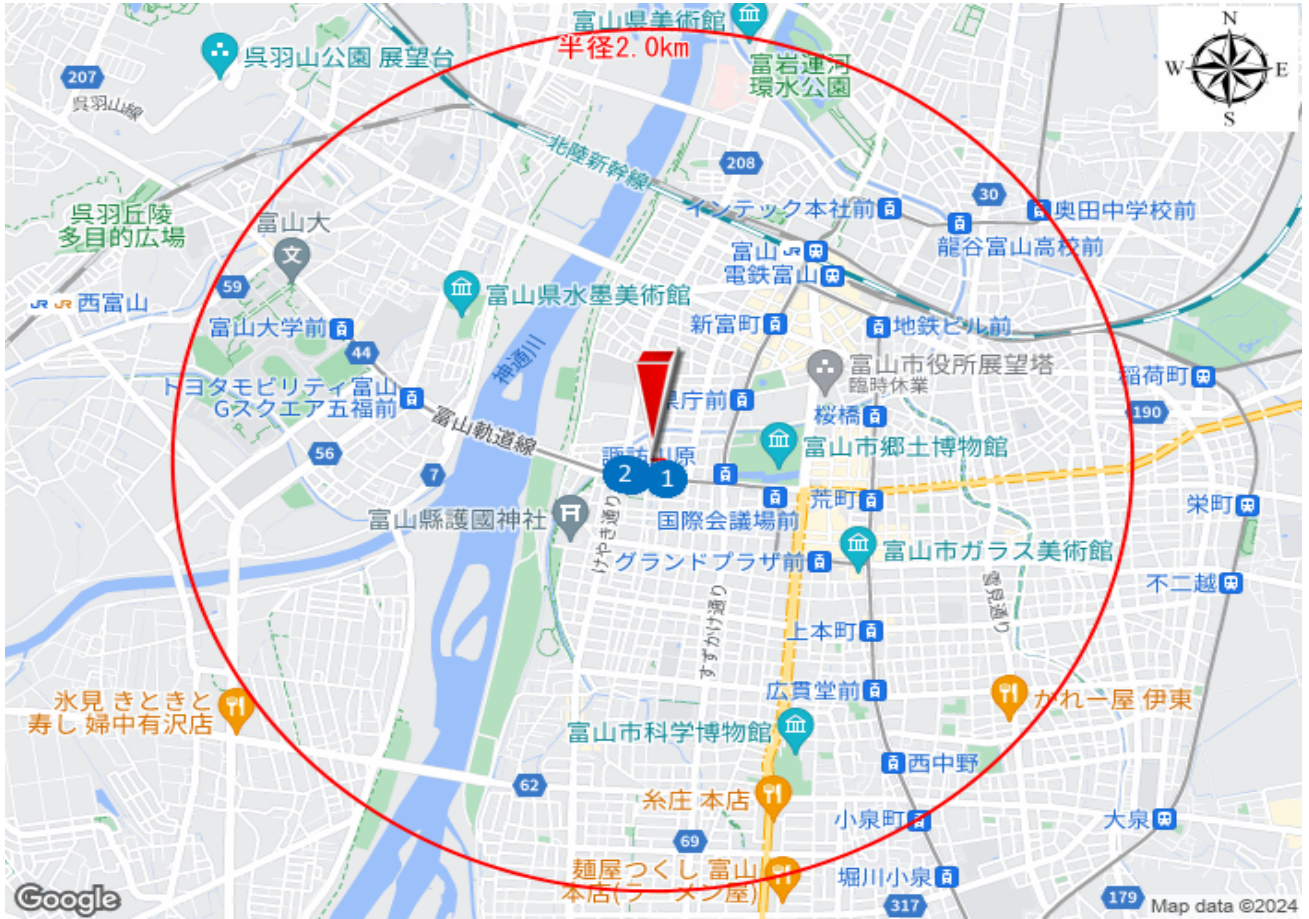 富山県美術館
半径2.0km
N
W
E
S
呉羽山公園 展望台
富岩運河
環水公園
207
呉羽山線
北陸新幹線
208
30
呉羽丘陵
多目的広場
富山大
インテック本社前
奥田中学校前
龍谷富山高校前
富山
電鉄富山
59
JR JR 西富山
富山県水墨美術館
富山大学前
新富町
地鉄ビル前
44
神通川
富山市役所展望塔
臨時休業
稲荷町
トヨタモビリティ富山
Gスクエア五福前
県庁前
桜橋
190
富山軌道線
56
7
富山市郷土博物館
2
1
栄町
富山縣護國神社
けやき通り
国際会議場前
荒町
グランドプラザ前
富山市ガラス美術館
不二越
雪見通り
すずかけ通り
上本町
広貫堂前
氷見 きときと
寿し 婦中有沢店
かれー屋 伊東
富山市科学博物館
西中野
62
糸庄 本店
小泉町
大泉
69
麺屋つくし 富山
本店(ラーメン屋)
堀川小泉
179
317
Google
Map data ©2024